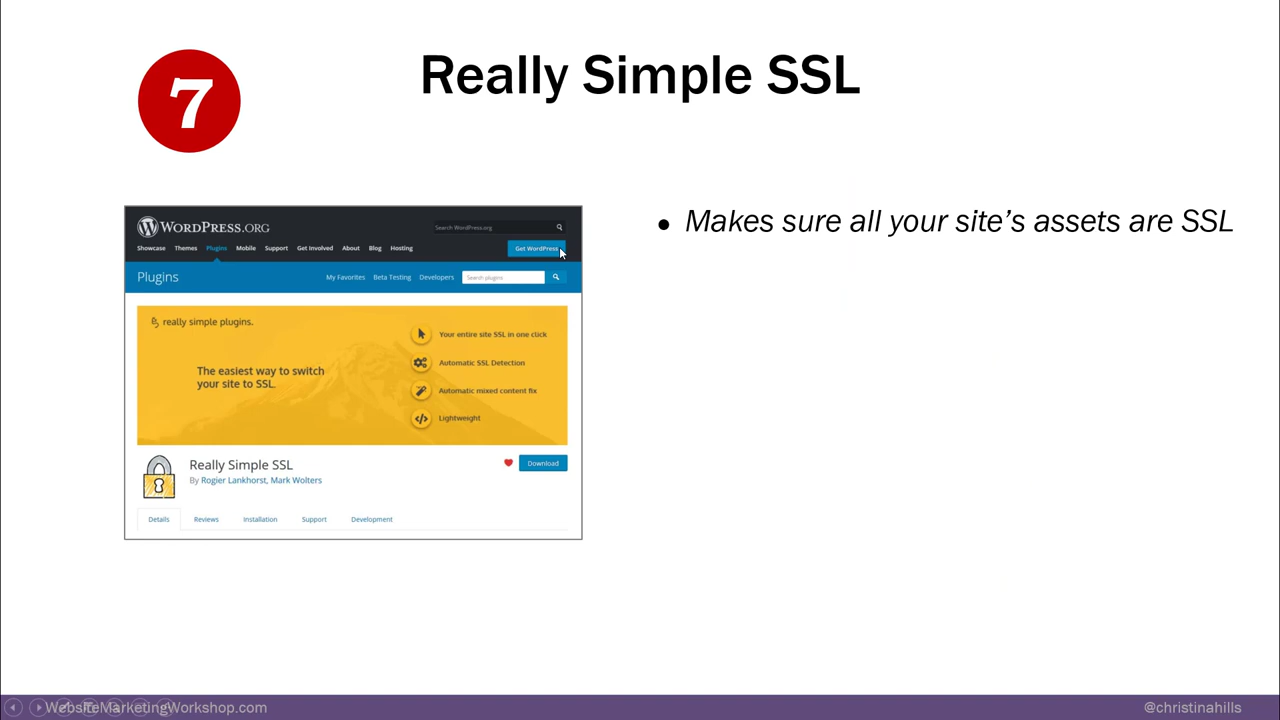 7
Really Simple SSL
• Makes sure all your site's assets are SSL
WORDPRESS.ORG
Search WordPress.org
Showcase Themes Plugins Mobile Support Get Involved About Blog Hosting
Get WordPress
Plugins
My Favorites Beta Testing Developers
Search plugins
really simple plugins.
The easiest way to switch
your site to SSL.
Your entire site SSL in one click
Automatic SSL Detection
Automatic mixed content fix
Lightweight
Really Simple SSL
By Rogier Lankhorst, Mark Wolters
Download
Details Reviews Installation Support Development
WebsiteMarketingWorkshop.com
@christinahills